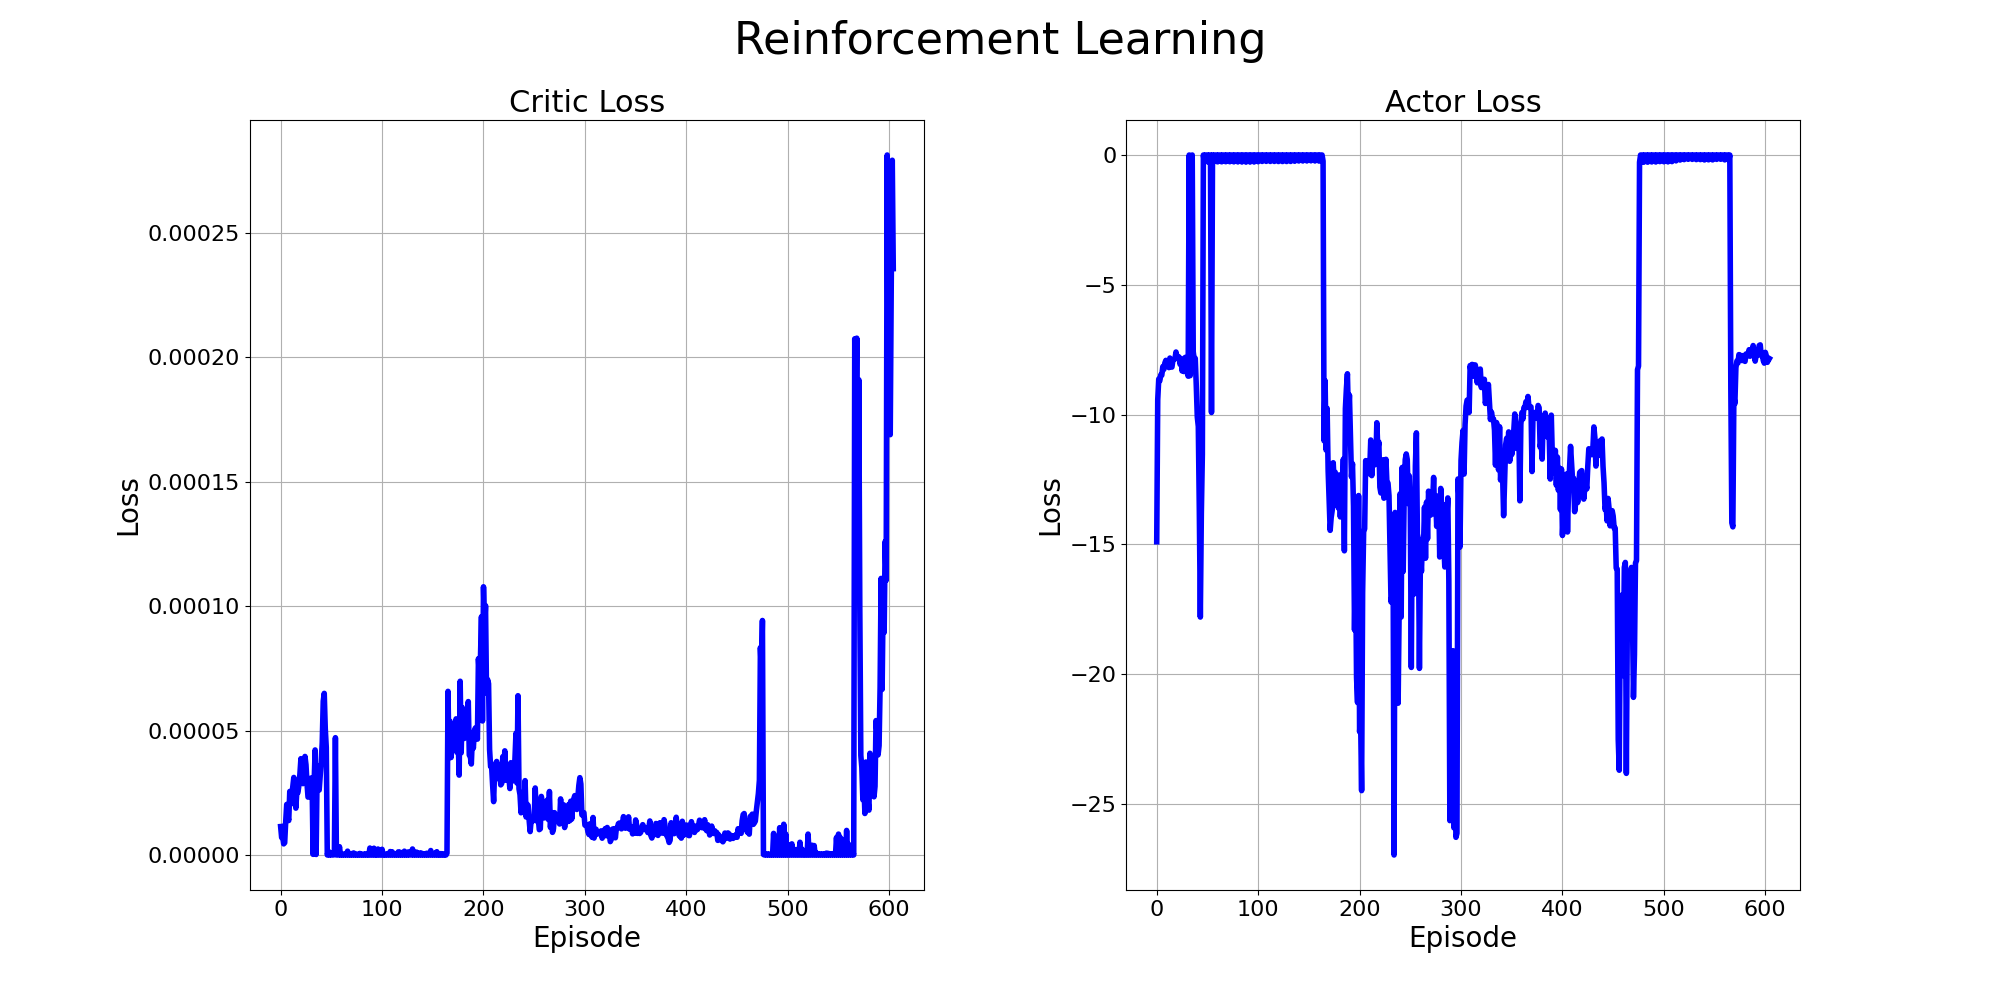 Reinforcement Learning
Critic Loss
Loss
0.00025
0.00020
0.00015
0.00010
0.00005
0.00000
0 100 200 300 400 500 600
Episode
Actor Loss
Loss
0
−5
−10
−15
−20
−25
0 100 200 300 400 500 600
Episode